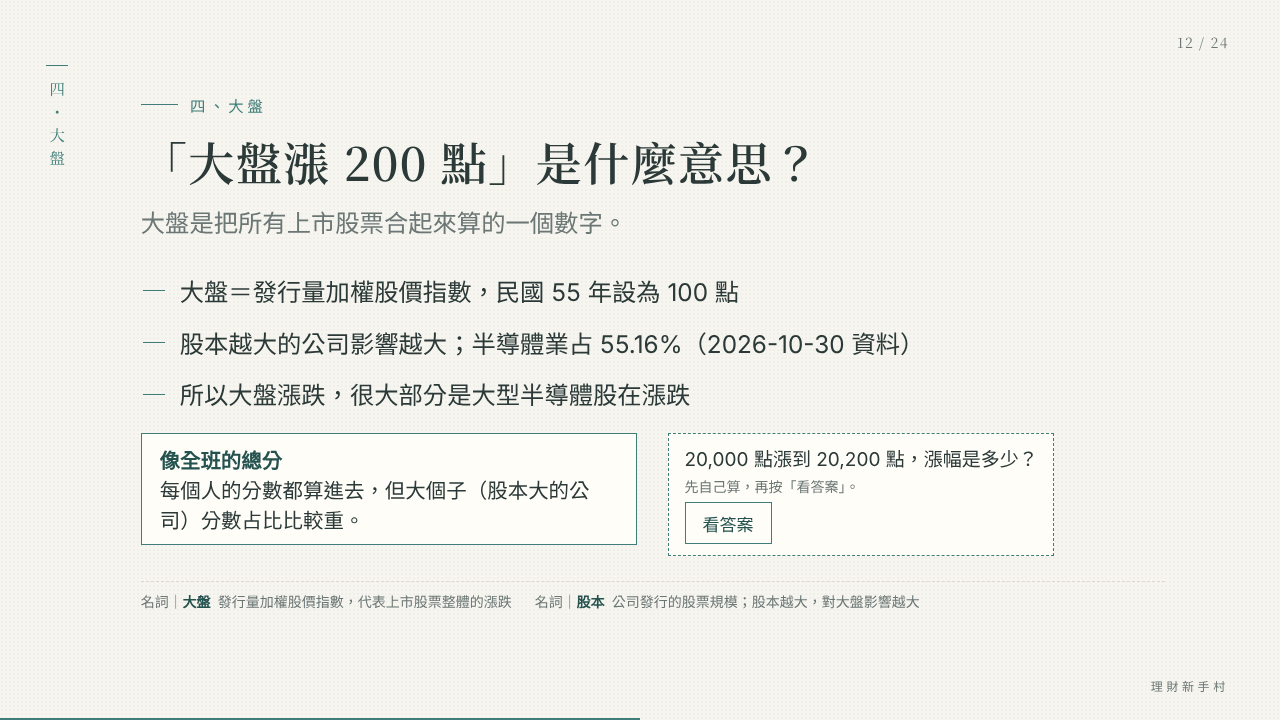 12 / 24
四・大盤
四、大盤
「大盤漲 200 點」是什麼意思？
大盤是把所有上市股票合起來算的一個數字。
大盤＝發行量加權股價指數，民國 55 年設為 100 點
股本越大的公司影響越大；半導體業占 55.16%（2026-10-30 資料）
所以大盤漲跌，很大部分是大型半導體股在漲跌
像全班的總分
每個人的分數都算進去，但大個子（股本大的公
司）分數占比比較重。
20,000 點漲到 20,200 點，漲幅是多少？
先自己算，再按「看答案」。
看答案
名詞｜大盤 發行量加權股價指數，代表上市股票整體的漲跌 名詞｜股本 公司發行的股票規模；股本越大，對大盤影響越大
理財新手村